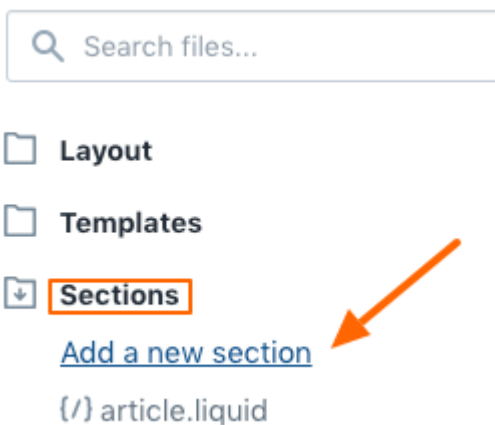 Search files...
Layout
Templates
Sections
Add a new section
{/} article.liquid